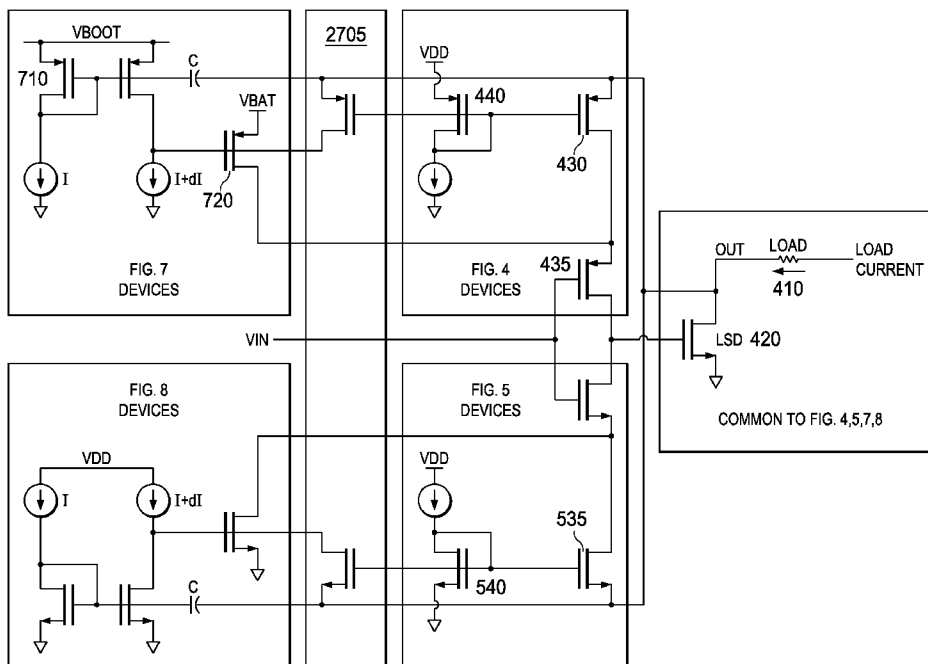 VBOOT
2705
VDD
710
C
440
VBAT
430
I
I+dI
720
FIG. 7
DEVICES
FIG. 4
DEVICES
435
OUT
LOAD
LOAD
CURRENT
410
VIN
LSD 420
FIG. 8
DEVICES
FIG. 5
DEVICES
COMMON TO FIG. 4,5,7,8
VDD
VDD
I
I+dI
535
C
540